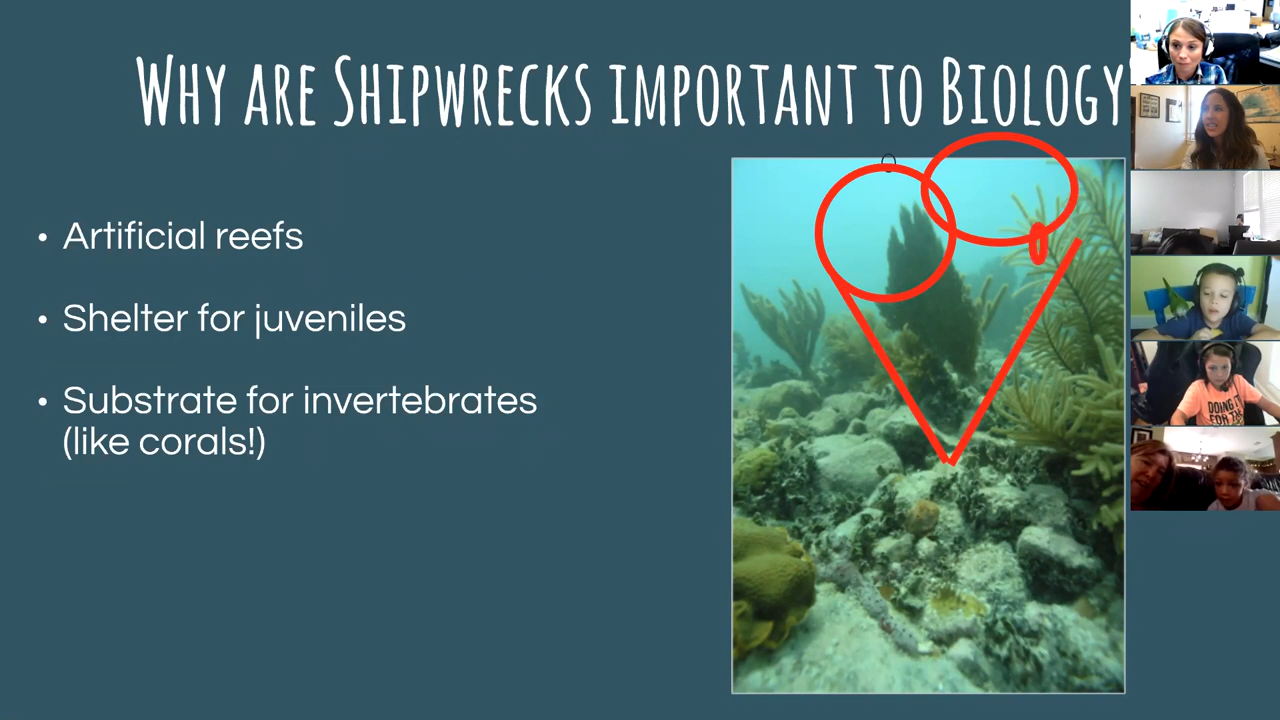 Why are Shipwrecks important to Biology
• Artificial reefs
• Shelter for juveniles
• Substrate for invertebrates
(like corals!)
DOING IT
FOR THE